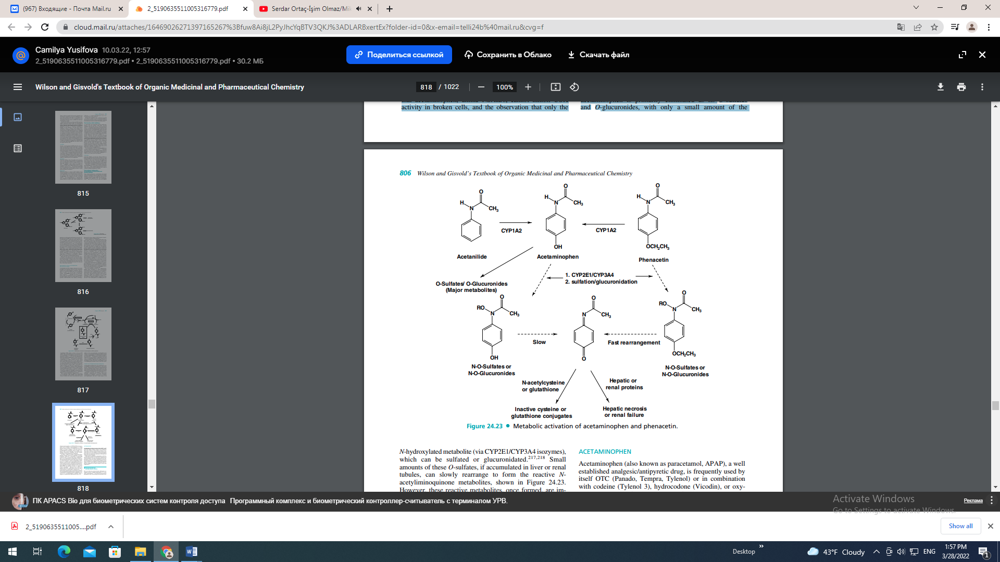 (967) Входящие - Почта Mail.ru
2_5190635511005316779.pdf
Serdar Ortaç-İşim Olmaz/Mi
cloud.mail.ru/attaches/16469026271397165267%3Bfuw8Ai8jL2PyJhcYqBTV3QKJ%3ADLARBxertEx?folder-id=0&x-email=telli24b%40mail.ru&cvg=f
Camilya Yusifova 10.03.22, 12:57
2_5190635511005316779.pdf • 2_5190635511005316779.pdf • 30.2 МБ
Поделиться ссылкой
Сохранить в Облако
Скачать файл
Wilson and Gisvold's Textbook of Organic Medicinal and Pharmaceutical Chemistry
818 / 1022
100%
815
816
817
818
activity in broken cells, and the observation that only the
and O-glucuronides, with only a small amount of the
806 Wilson and Gisvold's Textbook of Organic Medicinal and Pharmaceutical Chemistry
O
H
N
CH3
O
H
N
CH3
O
H
N
CH3
CYP1A2
CYP1A2
OH
OCH2CH3
Acetanilide
Acetaminophen
Phenacetin
1. CYP2E1/CYP3A4
2. sulfation/glucuronidation
O-Sulfates/ O-Glucuronides
(Major metabolites)
O
RO
N
CH3
O
N
CH3
O
RO
N
CH3
Slow
Fast rearrangement
OH
O
OCH2CH3
N-O-Sulfates or
N-O-Glucuronides
N-O-Sulfates or
N-O-Glucuronides
N-acetylcysteine
or glutathione
Hepatic or
renal proteins
Inactive cysteine or
glutathione conjugates
Hepatic necrosis
or renal failure
Figure 24.23 • Metabolic activation of acetaminophen and phenacetin.
N-hydroxylated metabolite (via CYP2E1/CYP3A4 isozymes),
which can be sulfated or glucuronidated.217,218 Small
amounts of these O-sulfates, if accumulated in liver or renal
tubules, can slowly rearrange to form the reactive N-
acetyliminoquinone metabolites, shown in Figure 24.23.
However, these reactive metabolites, once formed, are im-
ACETAMINOPHEN
Acetaminophen (also known as paracetamol, APAP), a well
established analgesic/antipyretic drug, is frequently used by
itself OTC (Panado, Tempra, Tylenol) or in combination
with codeine (Tylenol 3), hydrocodone (Vicodin), or oxy-
ПК APACS Bio для биометрических систем контроля доступа Программный комплекс и биометрический контроллер-считыватель с терминалом УРВ.
Реклама
Activate Windows
Go to Settings to activate Windows.
2_5190635511005....pdf
Show all
Desktop
43°F Cloudy
ENG
1:57 PM
3/28/2022
1